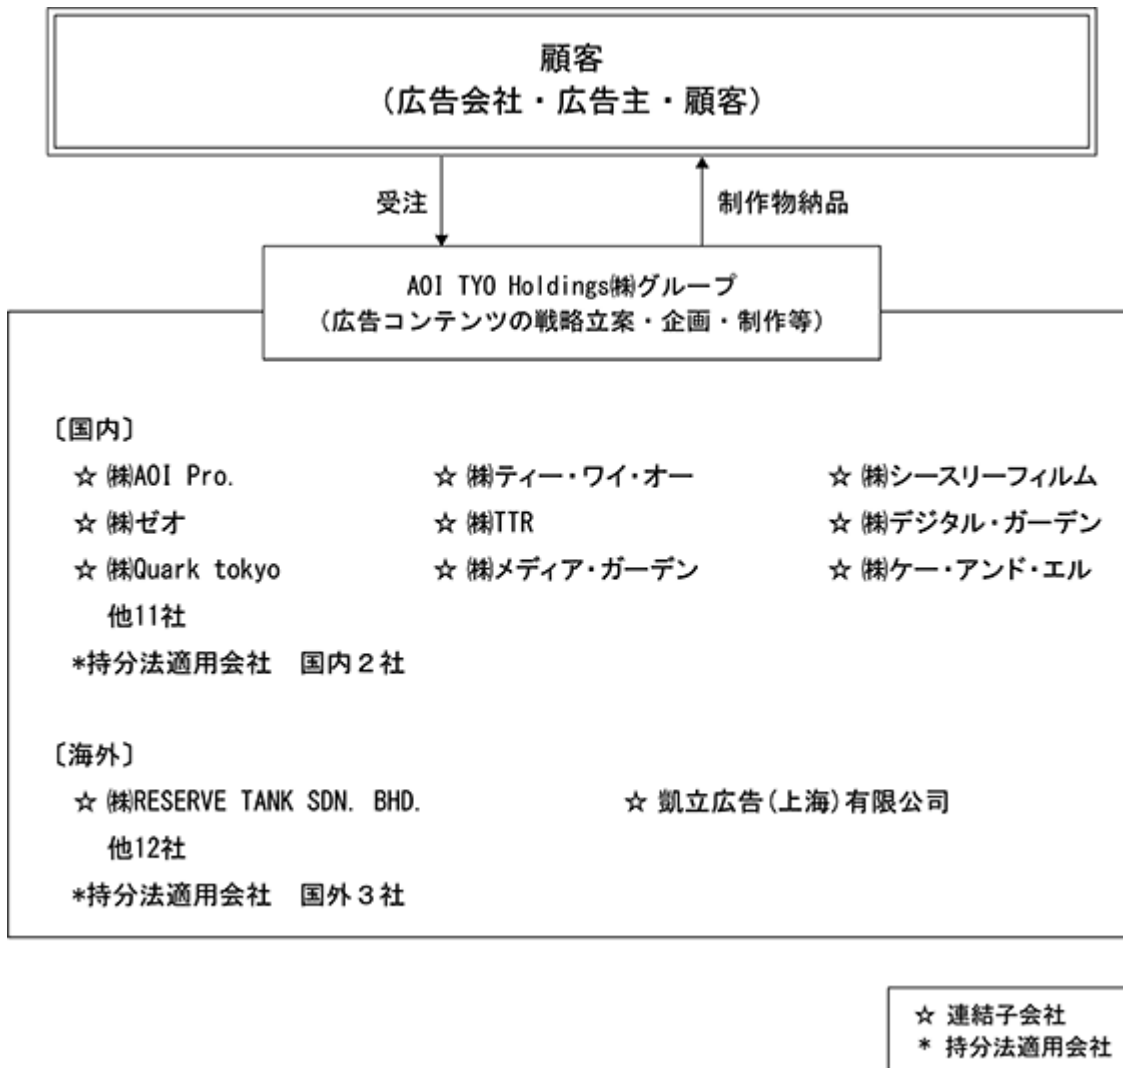 顧客
（広告会社・広告主・顧客）
受注
制作物納品
AOI TYO Holdings㈱グループ
（広告コンテンツの戦略立案・企画・制作等）
〔国内〕
☆ ㈱AOI Pro. ☆ ㈱ティー・ワイ・オー ☆ ㈱シースリーフィルム
☆ ㈱ゼオ ☆ ㈱TTR ☆ ㈱デジタル・ガーデン
☆ ㈱Quark tokyo ☆ ㈱メディア・ガーデン ☆ ㈱ケー・アンド・エル
他11社
*持分法適用会社　国内２社
〔海外〕
☆ ㈱RESERVE TANK SDN. BHD. ☆ 凱立広告(上海)有限公司
他12社
*持分法適用会社　国外３社
☆ 連結子会社
* 持分法適用会社